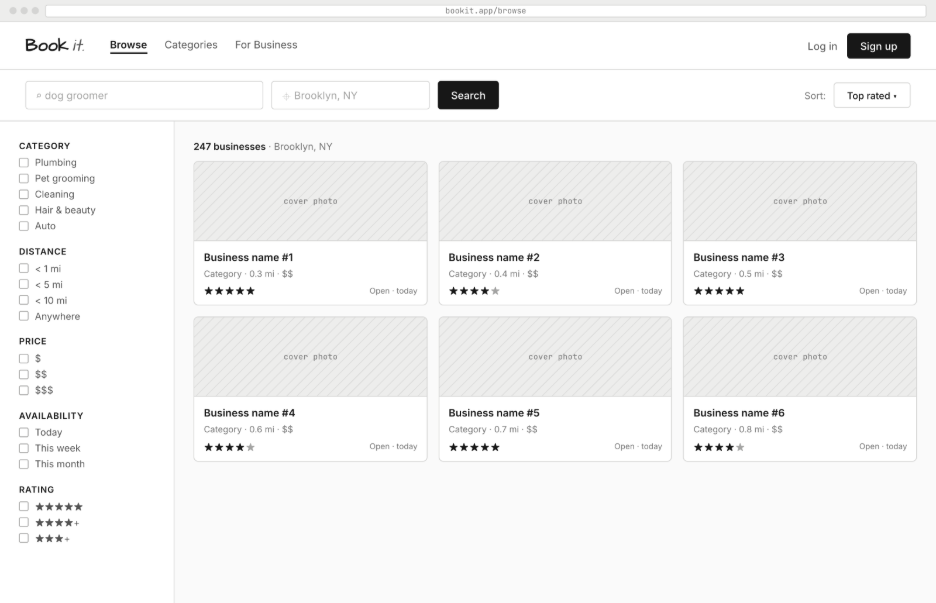 bookit.app/browse
Book it.
Browse
Categories
For Business
Log in
Sign up
dog groomer
Brooklyn, NY
Search
Sort:
Top rated ▾
CATEGORY
Plumbing
Pet grooming
Cleaning
Hair & beauty
Auto
DISTANCE
< 1 mi
< 5 mi
< 10 mi
Anywhere
PRICE
$
$$
$$$
AVAILABILITY
Today
This week
This month
RATING
★★★★★
★★★★+
★★★+
247 businesses · Brooklyn, NY
cover photo
Business name #1
Category · 0.3 mi · $$
★★★★★
Open · today
cover photo
Business name #2
Category · 0.4 mi · $$
★★★★★
Open · today
cover photo
Business name #3
Category · 0.5 mi · $$
★★★★★
Open · today
cover photo
Business name #4
Category · 0.6 mi · $$
★★★★★
Open · today
cover photo
Business name #5
Category · 0.7 mi · $$
★★★★★
Open · today
cover photo
Business name #6
Category · 0.8 mi · $$
★★★★★
Open · today